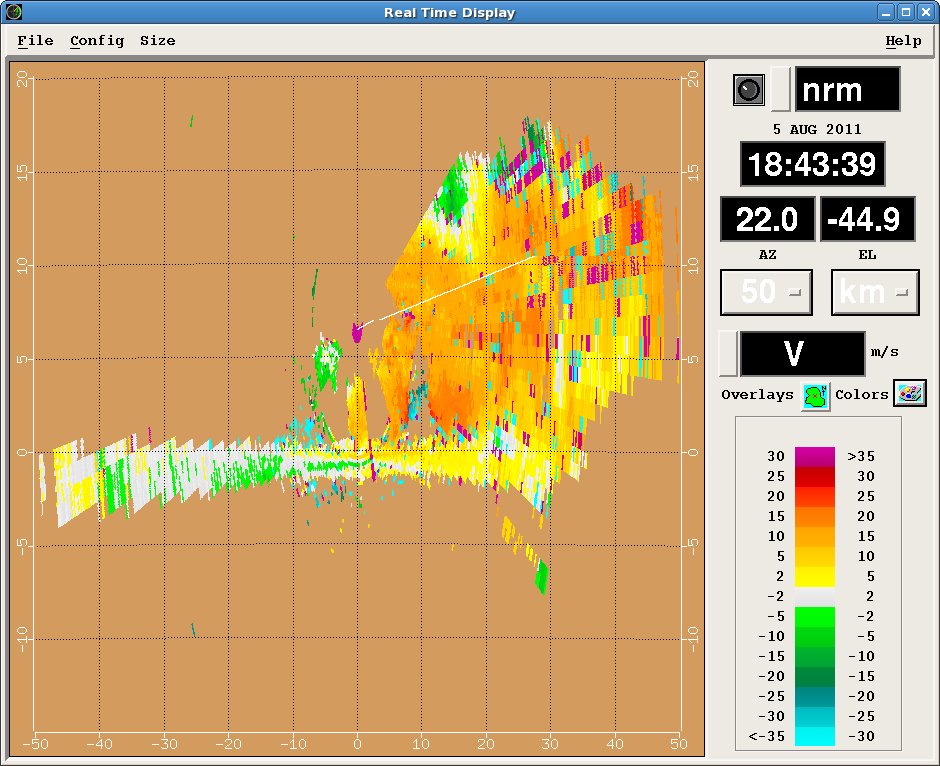 Real Time Display
File Config Size Help
nrm
5 AUG 2011
18:43:39
22.0 -44.9
AZ EL
50 km
V m/s
Overlays Colors
30 >35
25 30
20 25
15 20
10 15
5 10
2 5
-2 2
-5 -2
-10 -5
-15 -10
-20 -15
-25 -20
-30 -25
<-35 -30
20 20
15 15
10 10
5 5
0 0
-5 -5
-10 -10
-50 -40 -30 -20 -10 0 10 20 30 40 50